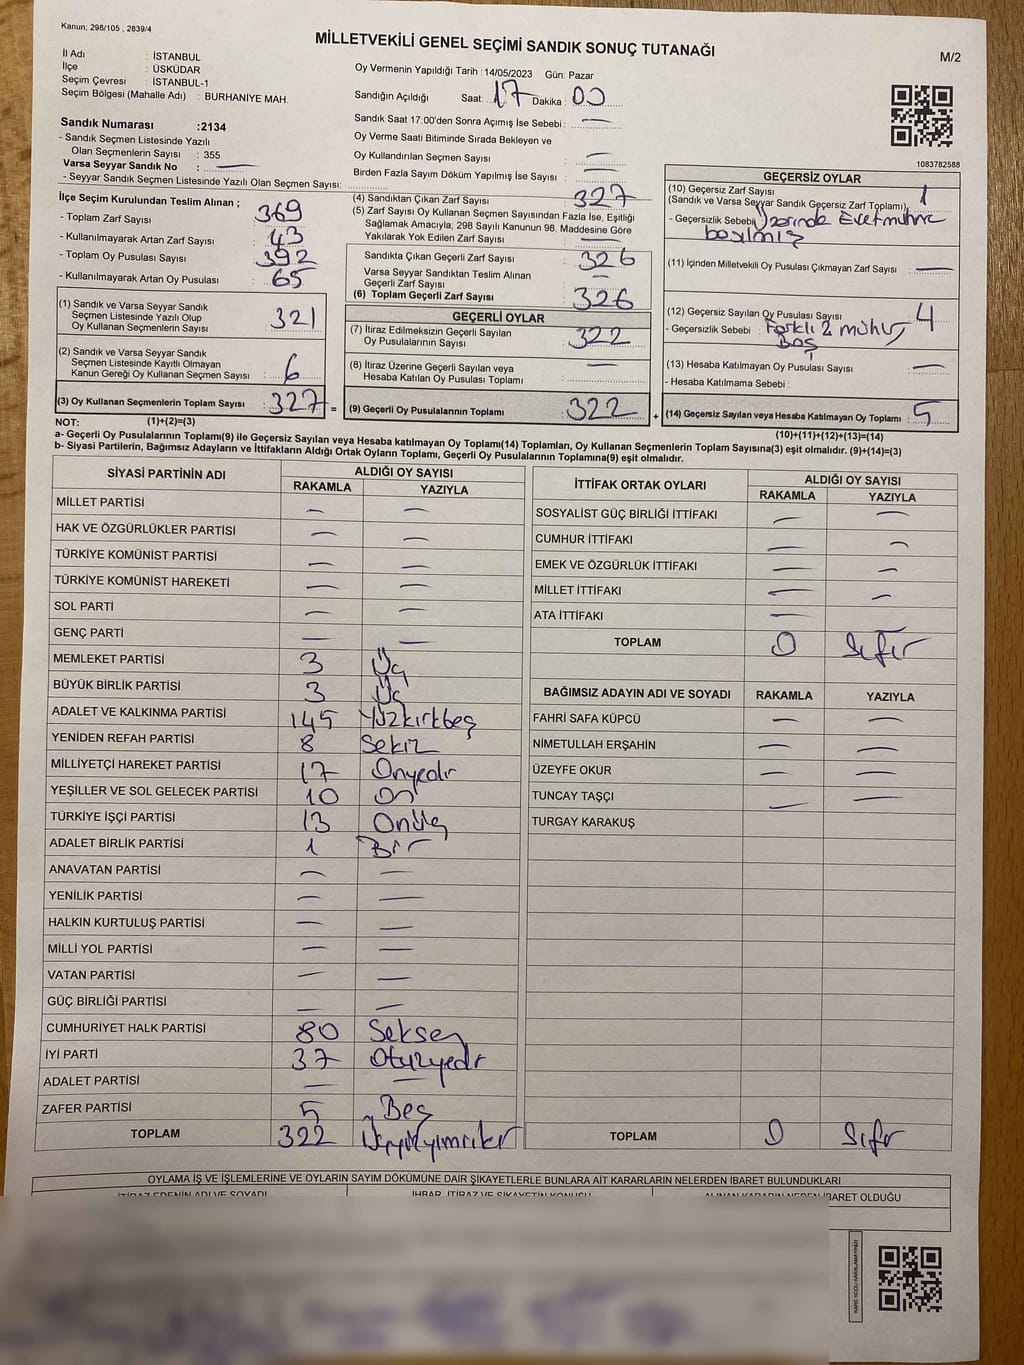 Kanun; 298/105 , 2839/4
MİLLETVEKİLİ GENEL SEÇİMİ SANDIK SONUÇ TUTANAĞI
M/2
İl Adı : İSTANBUL
İlçe : ÜSKÜDAR
Seçim Çevresi : İSTANBUL-1
Seçim Bölgesi (Mahalle Adı) : BURHANİYE MAH.
Oy Vermenin Yapıldığı Tarih : 14/05/2023 Gün: Pazar
Sandığın Açıldığı Saat: 17 Dakika : 00
Sandık Saat 17:00'den Sonra Açımış İse Sebebi : —
Oy Verme Saati Bitiminde Sırada Bekleyen ve
Oy Kullandırılan Seçmen Sayısı : —
Birden Fazla Sayım Döküm Yapılmış İse Sayısı : —
1083782588
Sandık Numarası :2134
- Sandık Seçmen Listesinde Yazılı
Olan Seçmenlerin Sayısı : 355
Varsa Seyyar Sandık No : —
- Seyyar Sandık Seçmen Listesinde Yazılı Olan Seçmen Sayısı:
İlçe Seçim Kurulundan Teslim Alınan ;
- Toplam Zarf Sayısı : 369
- Kullanılmayarak Artan Zarf Sayısı : 43
- Toplam Oy Pusulası Sayısı : 392
- Kullanılmayarak Artan Oy Pusulası : 65
(1) Sandık ve Varsa Seyyar Sandık
Seçmen Listesinde Yazılı Olup
Oy Kullanan Seçmenlerin Sayısı : 321
(2) Sandık ve Varsa Seyyar Sandık
Seçmen Listesinde Kayıtlı Olmayan
Kanun Gereği Oy Kullanan Seçmen Sayısı : 6
(3) Oy Kullanan Seçmenlerin Toplam Sayısı : 327 =
(1)+(2)=(3)
(4) Sandıktan Çıkan Zarf Sayısı : 327
(5) Zarf Sayısı Oy Kullanan Seçmen Sayısından Fazla İse, Eşitliği
Sağlamak Amacıyla, 298 Sayılı Kanunun 98. Maddesine Göre
Yakılarak Yok Edilen Zarf Sayısı : —
Sandıkta Çıkan Geçerli Zarf Sayısı : 326
Varsa Seyyar Sandıktan Teslim Alınan
Geçerli Zarf Sayısı : —
(6) Toplam Geçerli Zarf Sayısı : 326
GEÇERLİ OYLAR
(7) İtiraz Edilmeksizin Geçerli Sayılan
Oy Pusulalarının Sayısı : 322
(8) İtiraz Üzerine Geçerli Sayılan veya
Hesaba Katılan Oy Pusulası Toplamı : —
(9) Geçerli Oy Pusulalarının Toplamı : 322 +
GEÇERSİZ OYLAR
(10) Geçersiz Zarf Sayısı
(Sandık ve Varsa Seyyar Sandık Geçersiz Zarf Toplamı) : 1
- Geçersizlik Sebebi : Üzerinde Evet mührü
basılmış
(11) İçinden Milletvekili Oy Pusulası Çıkmayan Zarf Sayısı : —
(12) Geçersiz Sayılan Oy Pusulası Sayısı : 4
- Geçersizlik Sebebi : Farklı 2 mühür
Boş
(13) Hesaba Katılmayan Oy Pusulası Sayısı : —
- Hesaba Katılmama Sebebi :
(14) Geçersiz Sayılan veya Hesaba Katılmayan Oy Toplamı : 5
(10)+(11)+(12)+(13)=(14)
NOT:
a- Geçerli Oy Pusulalarının Toplamı(9) ile Geçersiz Sayılan veya Hesaba katılmayan Oy Toplamı(14) Toplamları, Oy Kullanan Seçmenlerin Toplam Sayısına(3) eşit olmalıdır. (9)+(14)=(3)
b- Siyasi Partilerin, Bağımsız Adayların ve İttifakların Aldığı Ortak Oyların Toplamı, Geçerli Oy Pusulalarının Toplamına(9) eşit olmalıdır.
SİYASİ PARTİNİN ADI ALDIĞI OY SAYISI
RAKAMLA YAZIYLA
MİLLET PARTİSİ — —
HAK VE ÖZGÜRLÜKLER PARTİSİ — —
TÜRKİYE KOMÜNİST PARTİSİ — —
TÜRKİYE KOMÜNİST HAREKETİ — —
SOL PARTİ — —
GENÇ PARTİ — —
MEMLEKET PARTİSİ 3 Üç
BÜYÜK BİRLİK PARTİSİ 3 Üç
ADALET VE KALKINMA PARTİSİ 145 Yüzkırkbeş
YENİDEN REFAH PARTİSİ 8 Sekiz
MİLLİYETÇİ HAREKET PARTİSİ 17 Onyedi
YEŞİLLER VE SOL GELECEK PARTİSİ 10 On
TÜRKİYE İŞÇİ PARTİSİ 13 Onüç
ADALET BİRLİK PARTİSİ 1 Bir
ANAVATAN PARTİSİ — —
YENİLİK PARTİSİ — —
HALKIN KURTULUŞ PARTİSİ — —
MİLLİ YOL PARTİSİ — —
VATAN PARTİSİ — —
GÜÇ BİRLİĞİ PARTİSİ — —
CUMHURİYET HALK PARTİSİ 80 Seksen
İYİ PARTİ 37 Otuzyedi
ADALET PARTİSİ — —
ZAFER PARTİSİ 5 Beş
TOPLAM 322 Üçyüzyirmiiki
İTTİFAK ORTAK OYLARI ALDIĞI OY SAYISI
RAKAMLA YAZIYLA
SOSYALİST GÜÇ BİRLİĞİ İTTİFAKI — —
CUMHUR İTTİFAKI — —
EMEK VE ÖZGÜRLÜK İTTİFAKI — —
MİLLET İTTİFAKI — —
ATA İTTİFAKI — —
TOPLAM 0 Sıfır
BAĞIMSIZ ADAYIN ADI VE SOYADI RAKAMLA YAZIYLA
FAHRİ SAFA KÜPCÜ — —
NİMETULLAH ERŞAHİN — —
ÜZEYFE OKUR — —
TUNCAY TAŞÇI — —
TURGAY KARAKUŞ
TOPLAM 0 Sıfır
OYLAMA İŞ VE İŞLEMLERİNE VE OYLARIN SAYIM DÖKÜMÜNE DAİR ŞİKAYETLERLE BUNLARA AİT KARARLARIN NELERDEN İBARET BULUNDUKLARI
İTİRAZ EDENİN ADI VE SOYADI İHBAR, İTİRAZ VE ŞİKAYETİN KONUSU ALINAN KARARIN NEDEN İBARET OLDUĞU